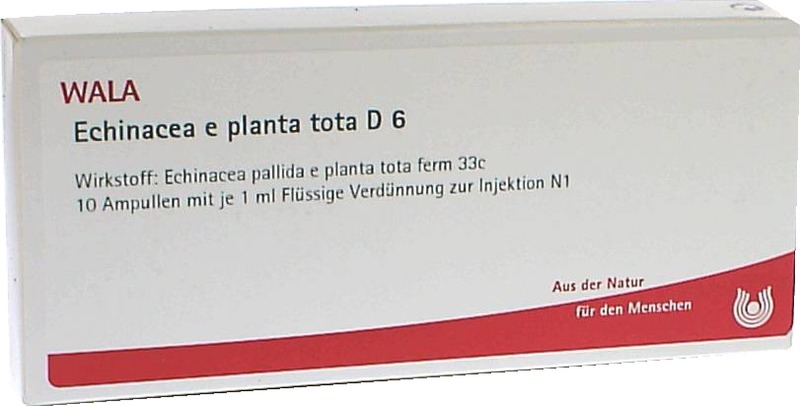 WALA
Echinacea e planta tota D 6
Wirkstoff: Echinacea pallida e planta tota ferm 33c
10 Ampullen mit je 1 ml Flüssige Verdünnung zur Injektion N1
Aus der Natur
für den Menschen